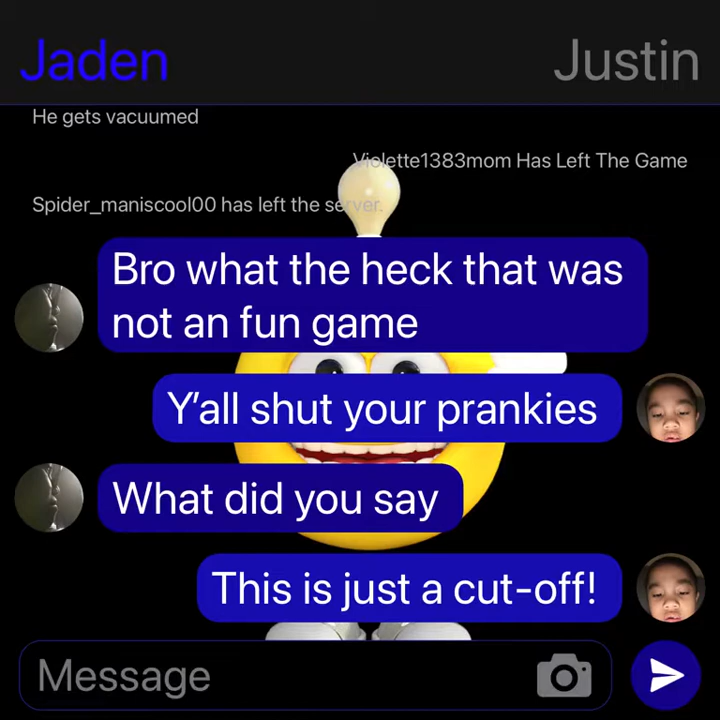 Jaden
Justin
He gets vacuumed
Violette1383mom Has Left The Game
Spider_maniscool00 has left the server.
Bro what the heck that was
not an fun game
Y'all shut your prankies
What did you say
This is just a cut-off!
Message